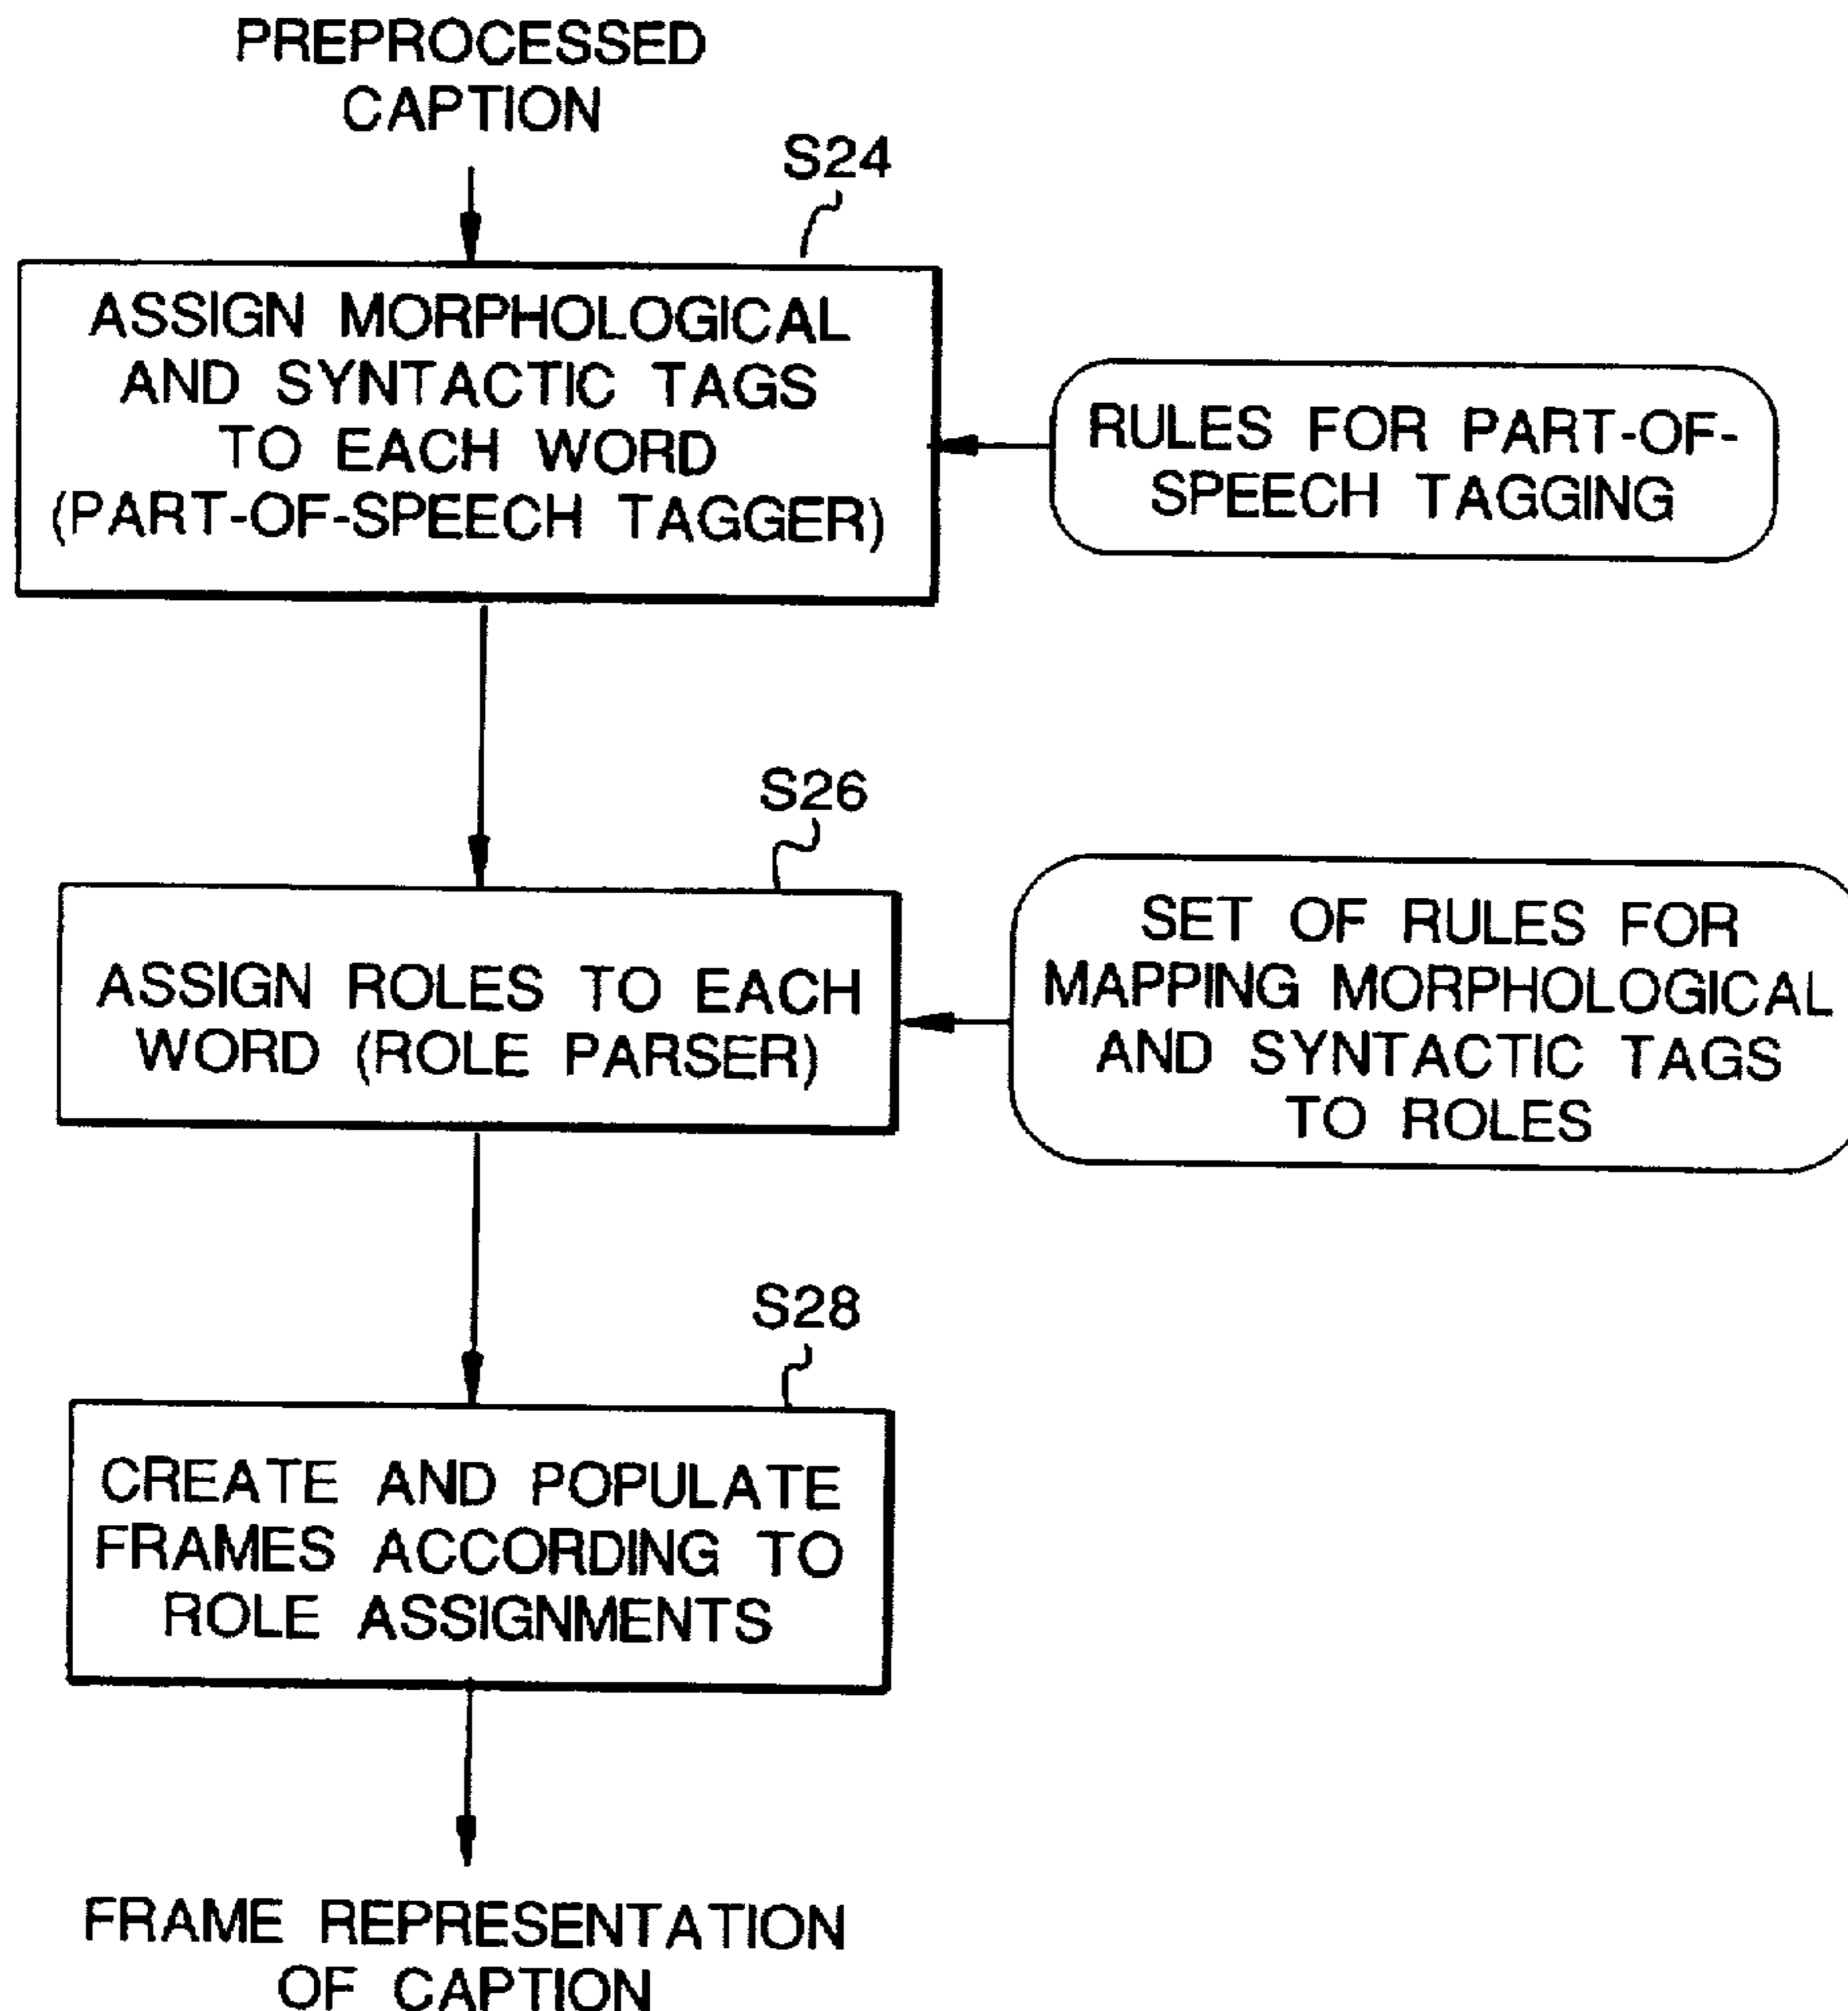 PREPROCESSED
CAPTION
S24
ASSIGN MORPHOLOGICAL
AND SYNTACTIC TAGS
TO EACH WORD
(PART-OF-SPEECH TAGGER)
RULES FOR PART-OF-
SPEECH TAGGING
S26
ASSIGN ROLES TO EACH
WORD (ROLE PARSER)
SET OF RULES FOR
MAPPING MORPHOLOGICAL
AND SYNTACTIC TAGS
TO ROLES
S28
CREATE AND POPULATE
FRAMES ACCORDING TO
ROLE ASSIGNMENTS
FRAME REPRESENTATION
OF CAPTION